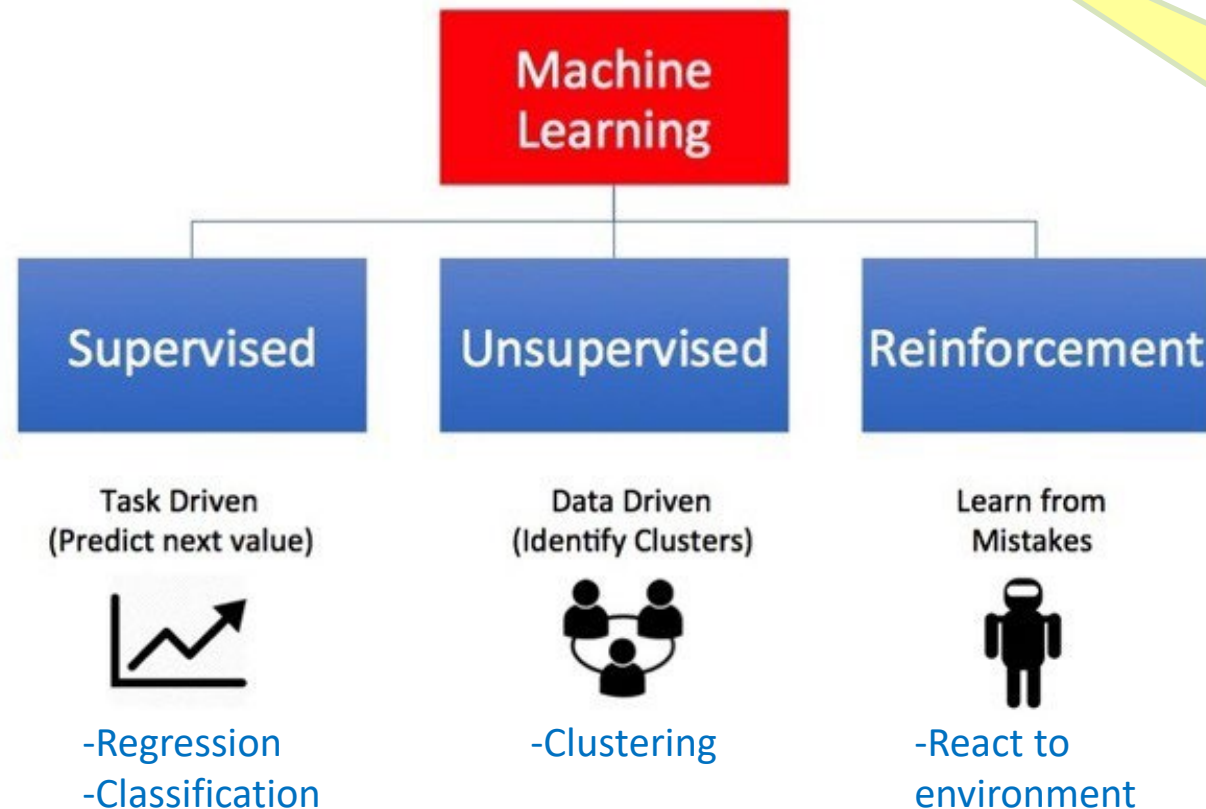 Machine
Learning
Supervised
Unsupervised
Reinforcement
Task Driven
(Predict next value)
Data Driven
(Identify Clusters)
Learn from
Mistakes
-Regression
-Classification
-Clustering
-React to
environment